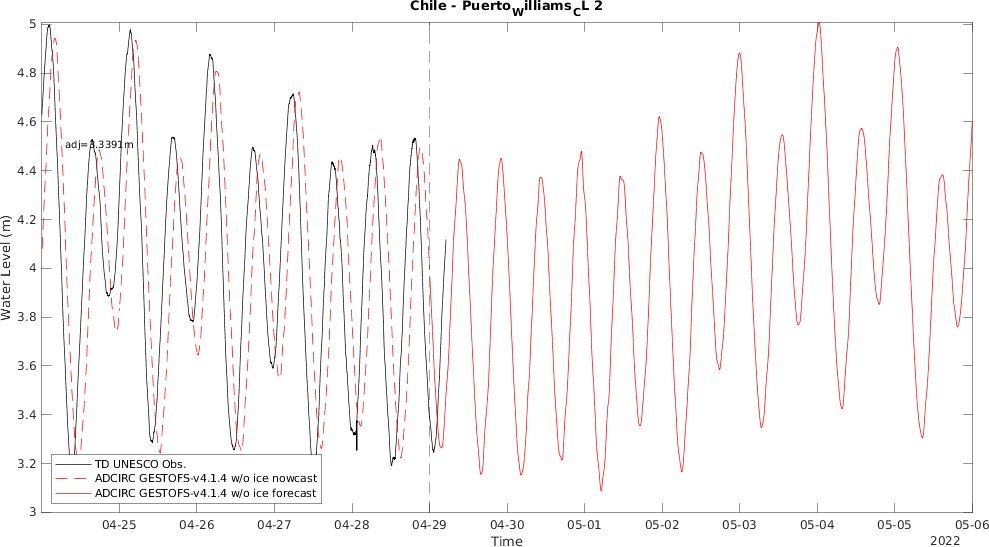 Chile - Puerto_Williams_CL 2
Water Level (m)
5
4.8
4.6
4.4
4.2
4
3.8
3.6
3.4
3.2
3
adj=3.3391m
TD UNESCO Obs.
ADCIRC GESTOFS-v4.1.4 w/o ice nowcast
ADCIRC GESTOFS-v4.1.4 w/o ice forecast
04-25 04-26 04-27 04-28 04-29 04-30 05-01 05-02 05-03 05-04 05-05 05-06
Time
2022